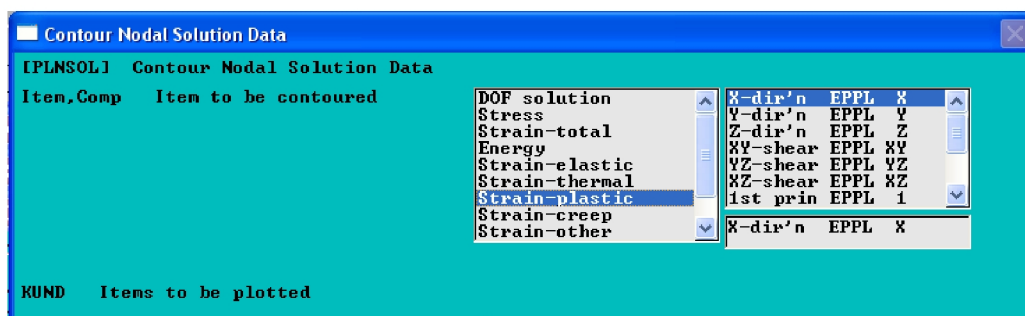 Contour Nodal Solution Data
[PLNSOL] Contour Nodal Solution Data
Item,Comp Item to be contoured
DOF solution
Stress
Strain-total
Energy
Strain-elastic
Strain-thermal
Strain-plastic
Strain-creep
Strain-other
X-dir'n EPPL X
Y-dir'n EPPL Y
Z-dir'n EPPL Z
XY-shear EPPL XY
YZ-shear EPPL YZ
XZ-shear EPPL XZ
1st prin EPPL 1
X-dir'n EPPL X
KUND Items to be plotted